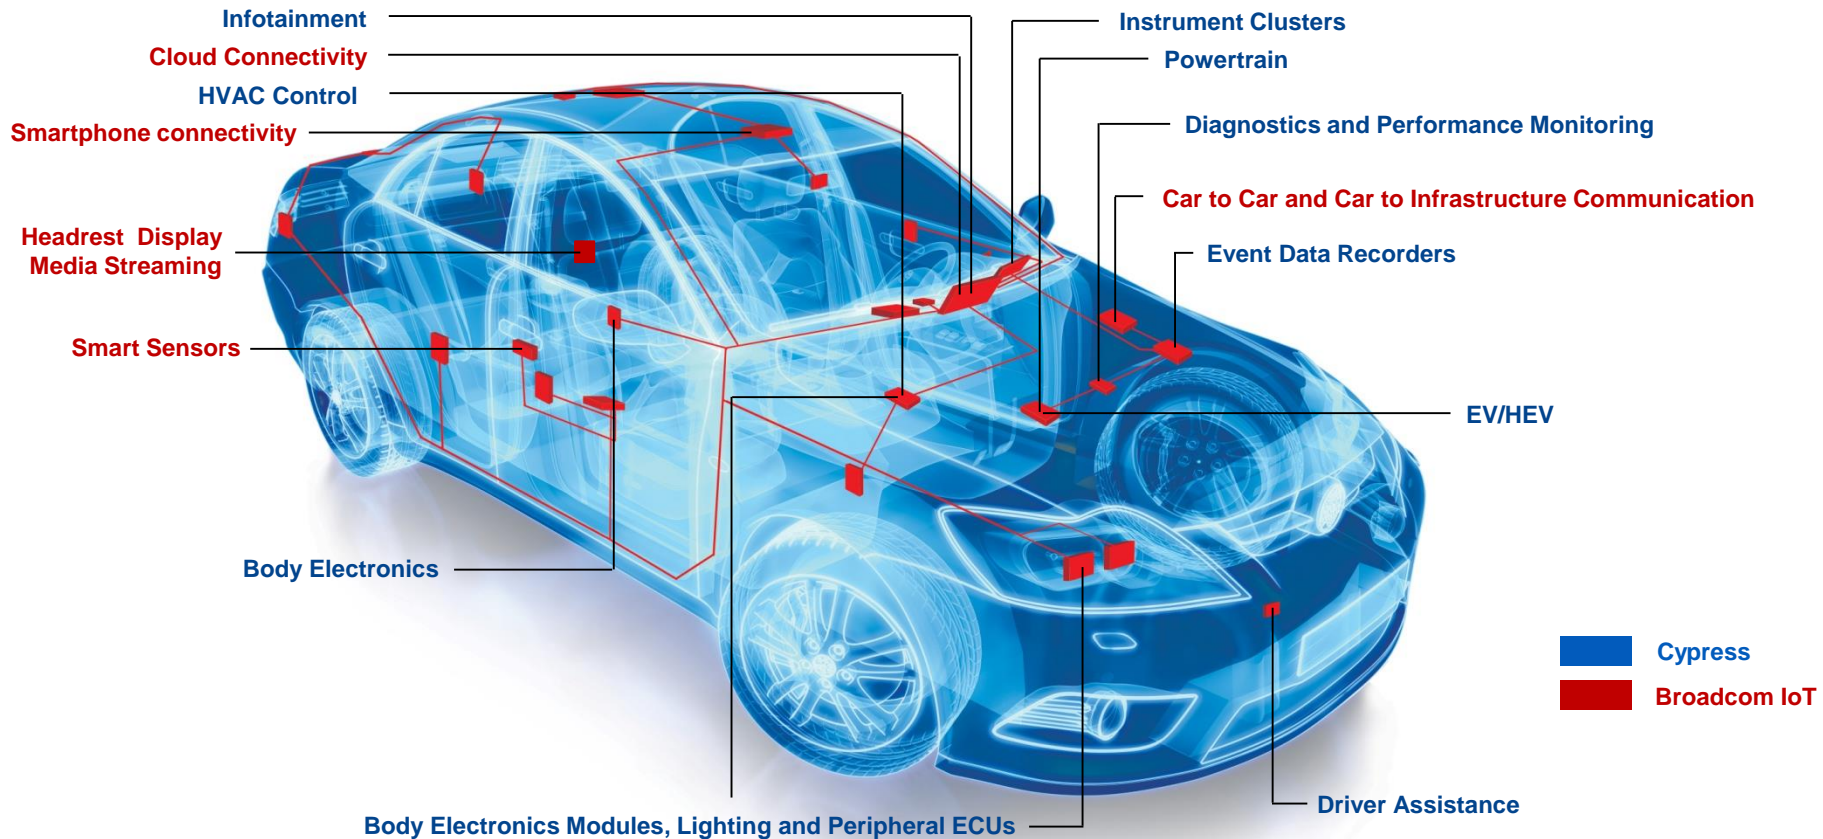 Infotainment
Instrument Clusters
Cloud Connectivity
Powertrain
HVAC Control
Smartphone connectivity
Diagnostics and Performance Monitoring
Car to Car and Car to Infrastructure Communication
Headrest Display
Media Streaming
Event Data Recorders
Smart Sensors
EV/HEV
Body Electronics
Cypress
Broadcom IoT
Driver Assistance
Body Electronics Modules, Lighting and Peripheral ECUs